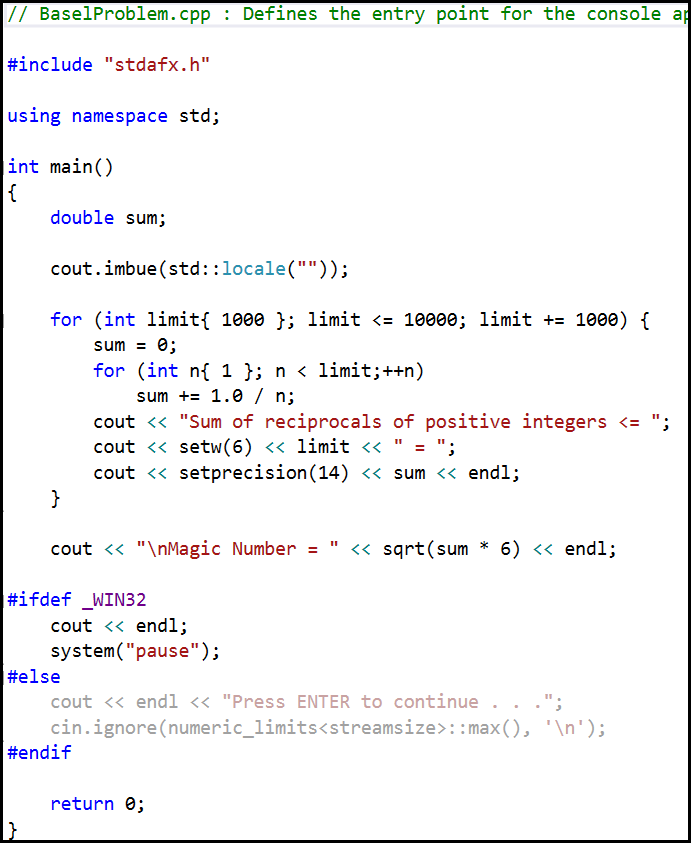 // BaselProblem.cpp : Defines the entry point for the console ap
#include "stdafx.h"
using namespace std;
int main()
{
    double sum;
    cout.imbue(std::locale(""));
    for (int limit{ 1000 }; limit <= 10000; limit += 1000) {
        sum = 0;
        for (int n{ 1 }; n < limit;++n)
            sum += 1.0 / n;
        cout << "Sum of reciprocals of positive integers <= ";
        cout << setw(6) << limit << " = ";
        cout << setprecision(14) << sum << endl;
    }
    cout << "\nMagic Number = " << sqrt(sum * 6) << endl;
#ifdef _WIN32
    cout << endl;
    system("pause");
#else
    cout << endl << "Press ENTER to continue . . .";
    cin.ignore(numeric_limits<streamsize>::max(), '\n');
#endif
    return 0;
}